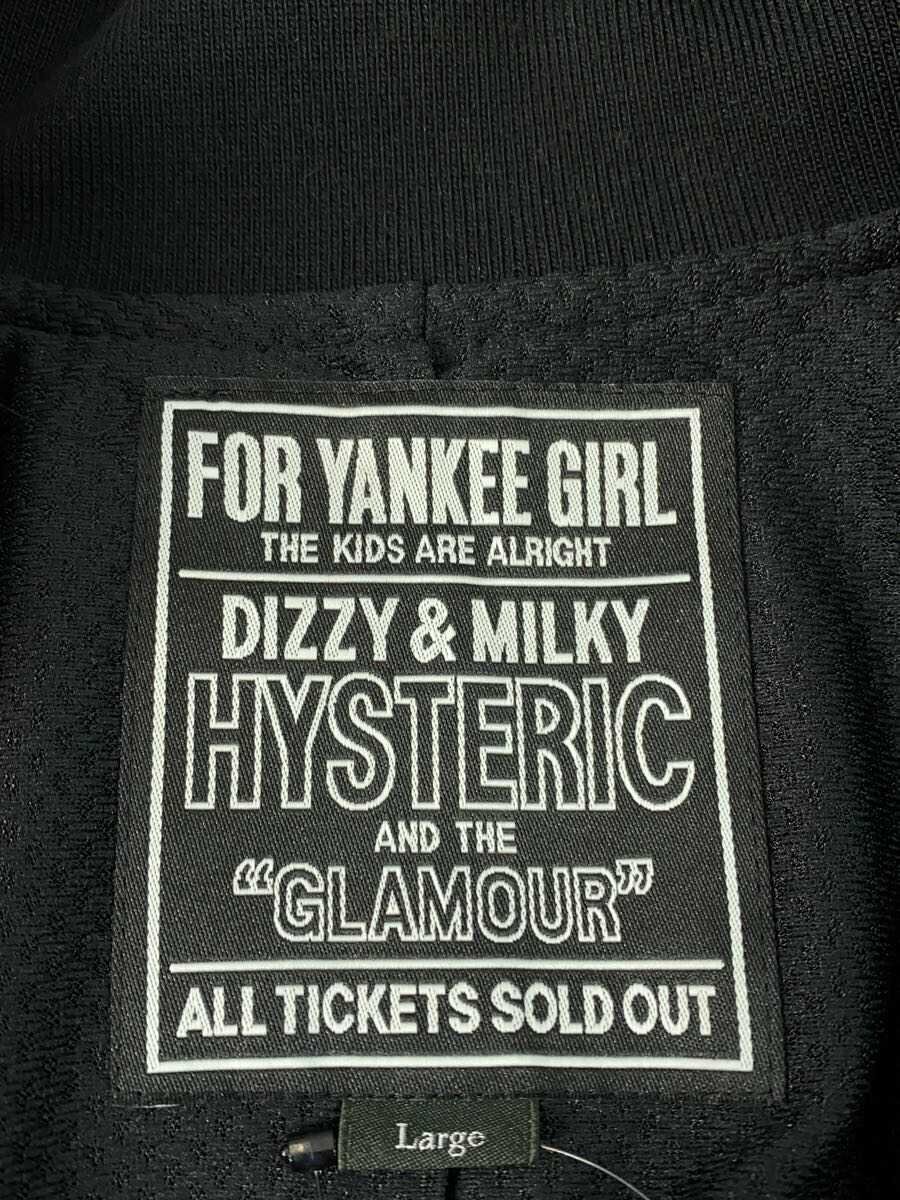 FOR YANKEE GIRL
THE KIDS ARE ALRIGHT
DIZZY & MILKY
HYSTERIC
AND THE
“GLAMOUR”
ALL TICKETS SOLD OUT
Large